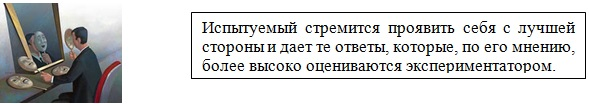 Испытуемый стремится проявить себя с лучшей
стороны и дает те ответы, которые, по его мнению,
более высоко оцениваются экспериментатором.